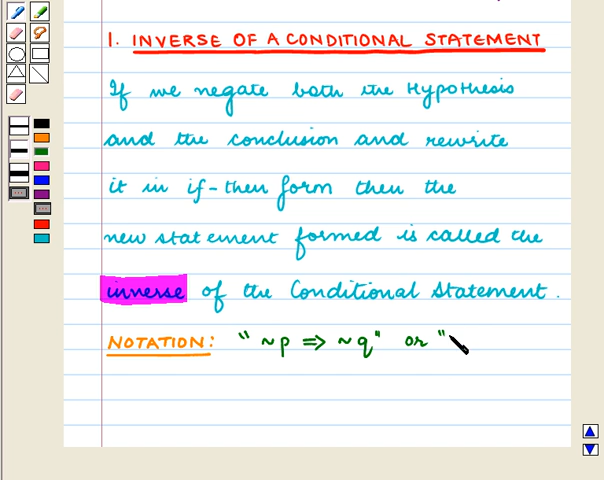 1. INVERSE OF A CONDITIONAL STATEMENT
If we negate both the Hypothesis
and the conclusion and rewrite
it in if-then form then the
new statement formed is called the
inverse of the Conditional Statement.
NOTATION: "~p ⇒ ~q" or "